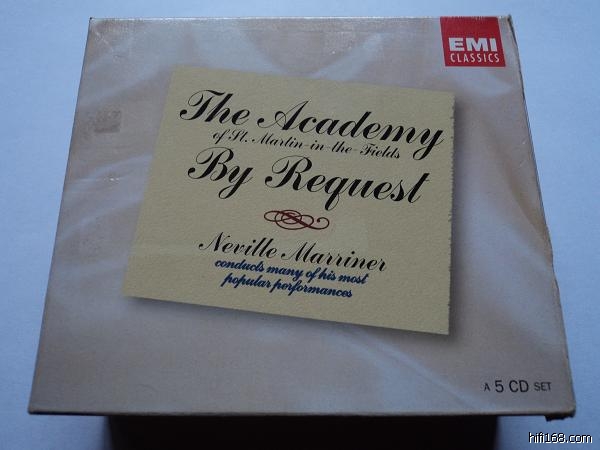 EMI
CLASSICS
The Academy
of St. Martin-in-the-Fields
By Request
Neville Marriner
conducts many of his most
popular performances
A 5 CD SET
hifi168.com